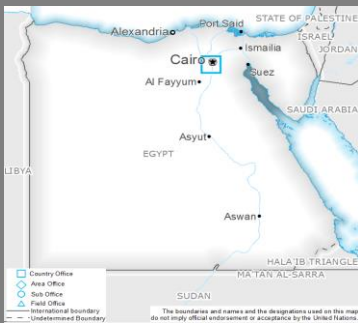 STATE OF PALESTINE
Port Said
Alexandria
ISRAEL
Ismailia
JORDAN
Cairo
Suez
Al Fayyum
SAUDI ARABIA
Asyut
EGYPT
LIBYA
Aswan
HALA'IB TRIANGLE
MA'TAN AL-SARRA
SUDAN
Country Office
Area Office
Sub Office
Field Office
International boundary
Undetermined Boundary
The boundaries and names and the designations used on this map
do not imply official endorsement or acceptance by the United Nations.